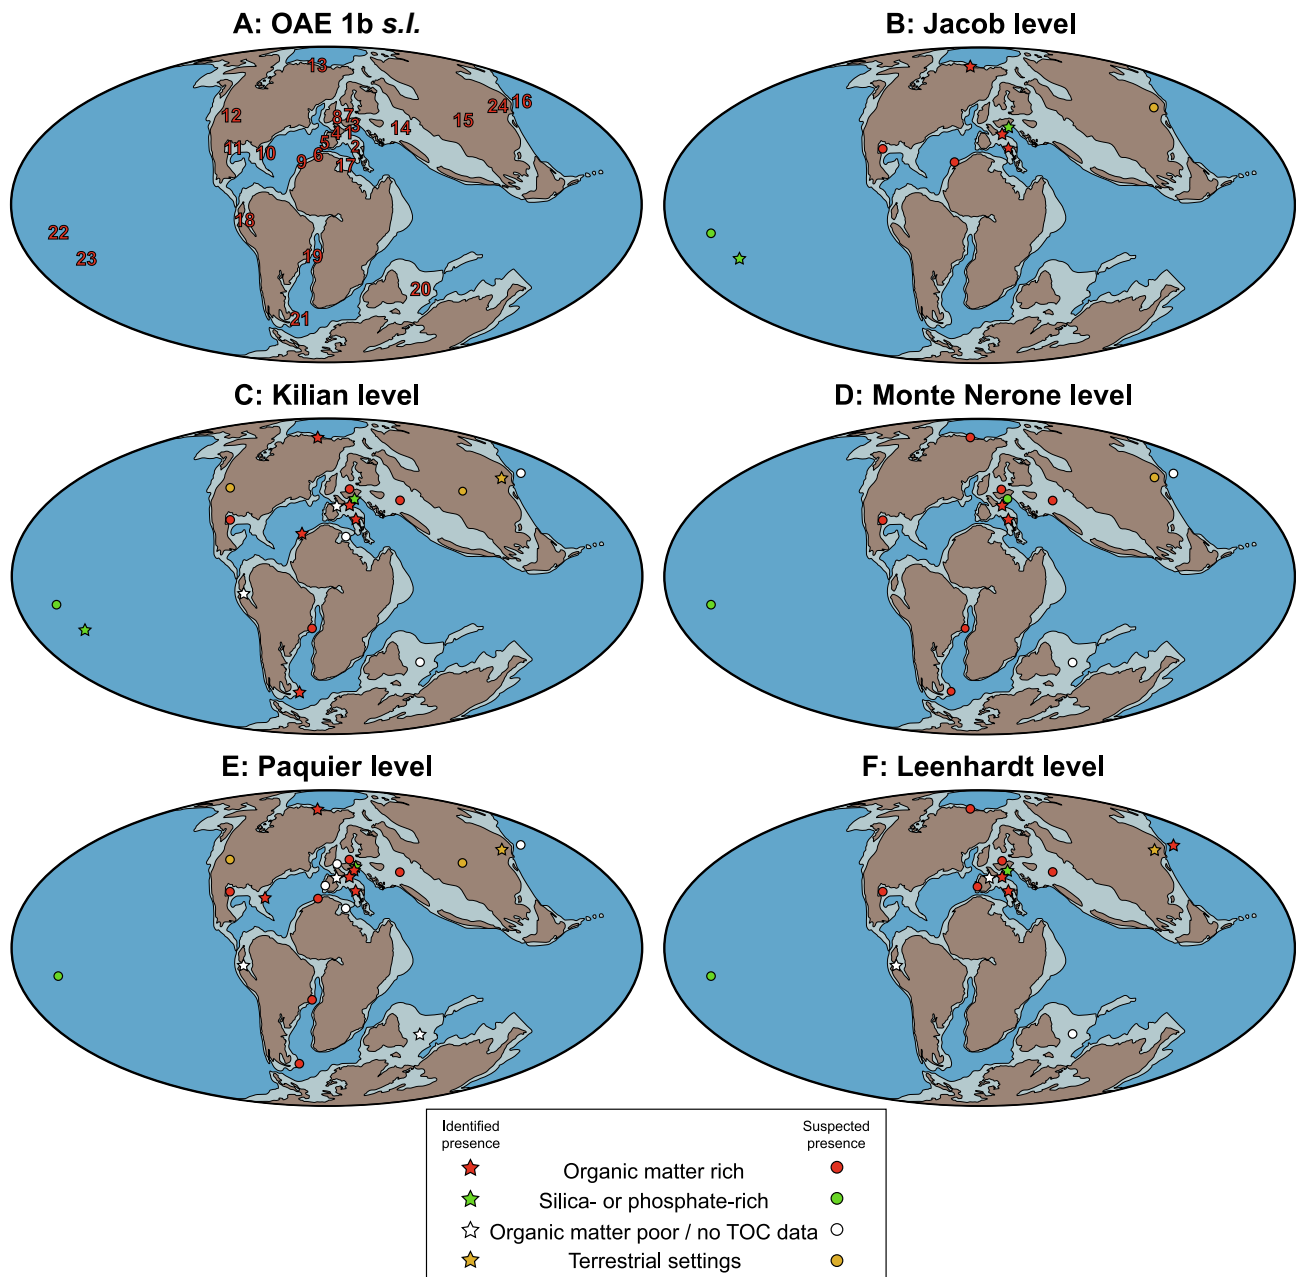 A: OAE 1b s.l.
B: Jacob level
13
12
11
10
8
7
4
3
1
5
2
6
9
17
14
15
24
16
18
19
20
21
22
23
C: Kilian level
D: Monte Nerone level
E: Paquier level
F: Leenhardt level
Identified
presence
Suspected
presence
Organic matter rich
Silica- or phosphate-rich
Organic matter poor / no TOC data
Terrestrial settings